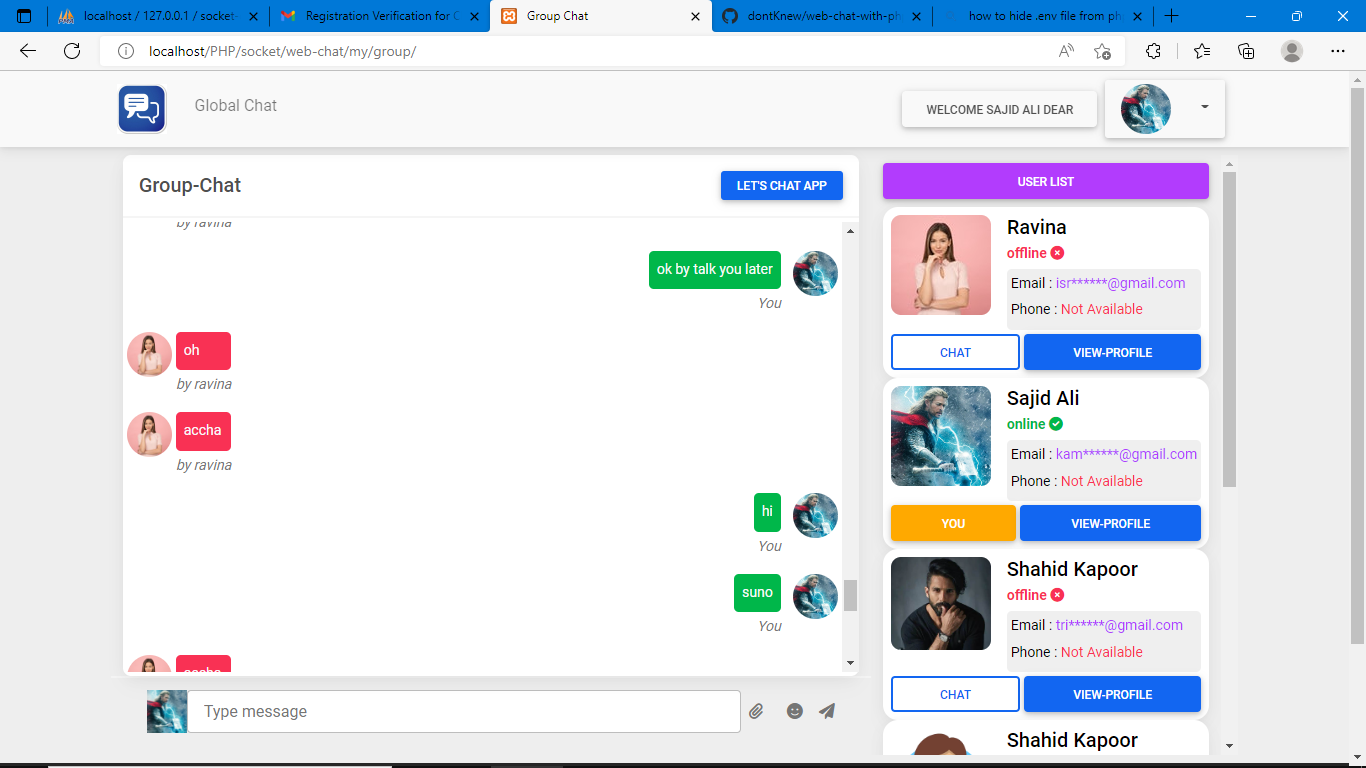 localhost / 127.0.0.1 / socket-
Registration Verification for C
Group Chat
dontKnew/web-chat-with-ph
how to hide .env file from ph
localhost/PHP/socket/web-chat/my/group/
Global Chat
WELCOME SAJID ALI DEAR
Group-Chat
LET'S CHAT APP
by ravina
ok by talk you later
You
oh
by ravina
accha
by ravina
hi
You
suno
You
accha
Type message
USER LIST
Ravina
offline
Email : isr******@gmail.com
Phone : Not Available
CHAT
VIEW-PROFILE
Sajid Ali
online
Email : kam******@gmail.com
Phone : Not Available
YOU
VIEW-PROFILE
Shahid Kapoor
offline
Email : tri******@gmail.com
Phone : Not Available
CHAT
VIEW-PROFILE
Shahid Kapoor